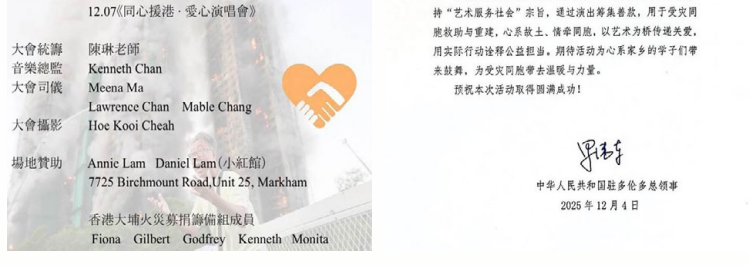 12.07《同心援港·愛心演唱會》
大會統籌 陳琳老師
音樂總監 Kenneth Chan
大會司儀 Meena Ma
Lawrence Chan Mable Chang
大會攝影 Hoe Kooi Cheah
場地贊助 Annie Lam Daniel Lam(小紅館)
7725 Birchmount Road,Unit 25, Markham
香港大埔火災募捐籌備組成員
Fiona Gilbert Godfrey Kenneth Monita
持“艺术服务社会”宗旨,通过演出筹集善款,用于受灾同
胞救助与重建,心系故土、情牵同胞,以艺术为桥传递关爱,
用实际行动诠释公益担当。期待活动为心系家乡的学子们带
来鼓舞,为受灾同胞带去温暖与力量。
预祝本次活动取得圆满成功!
中华人民共和国驻多伦多总领事
2025 年 12 月 4 日